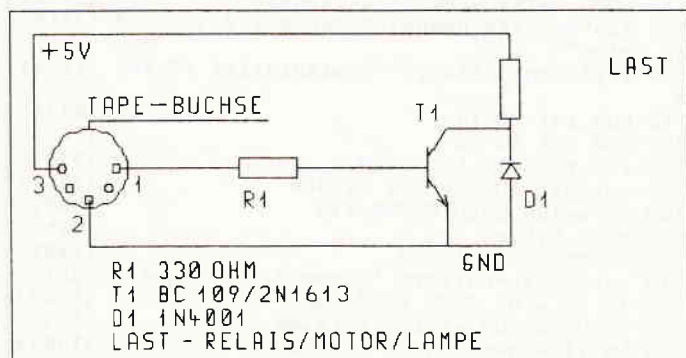 +5V
LAST
TAPE-BUCHSE
T1
3
1
R1
D1
2
GND
R1 330 OHM
T1 BC 109/2N1613
D1 1N4001
LAST - RELAIS/MOTOR/LAMPE